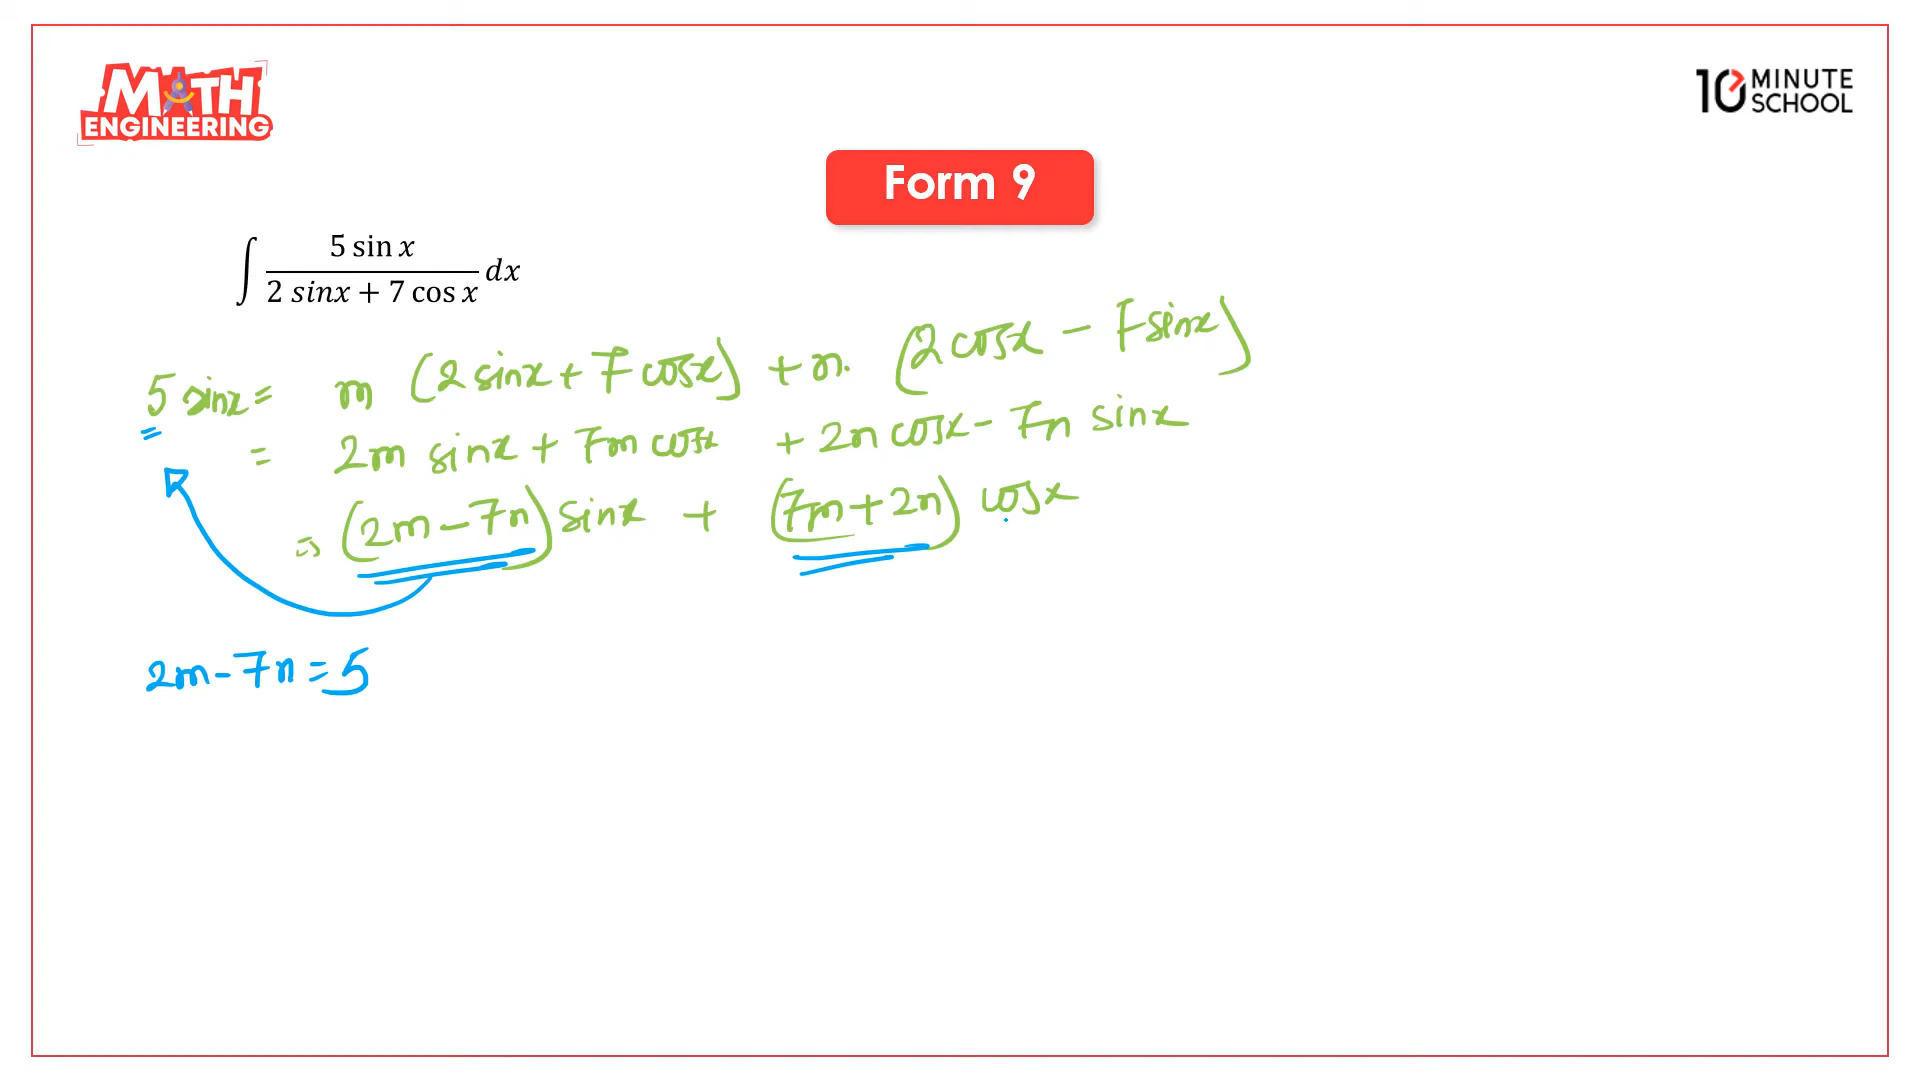 MATH
ENGINEERING
10 MINUTE
SCHOOL
Form 9
∫ 5 sin x / (2 sinx + 7 cos x) dx
5 sinx = m (2 sinx + 7 cosx) + n. (2 cosx - 7 sinx)
= 2m sinx + 7m cosx + 2n cosx - 7n sinx
⇒ (2m - 7n) sinx + (7m + 2n) cosx
2m - 7n = 5